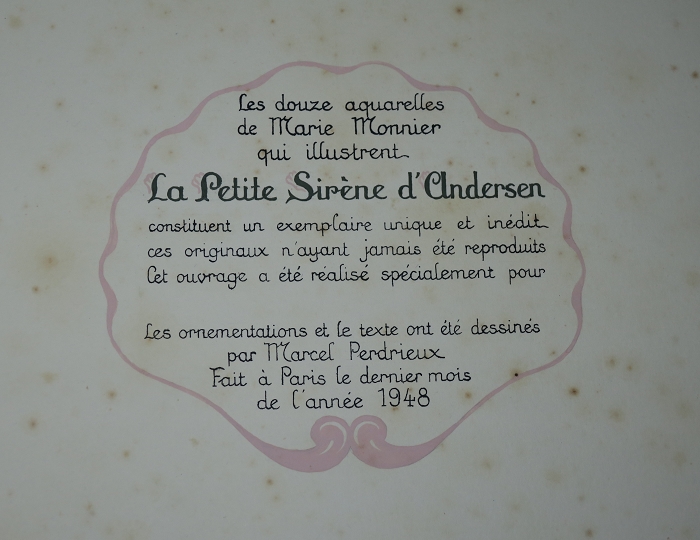 Les douze aquarelles
de Marie Monnier
qui illustrent
La Petite Sirène d'Andersen
constituent un exemplaire unique et inédit
ces originaux n'ayant jamais été reproduits
Cet ouvrage a été réalisé spécialement pour
Les ornementations et le texte ont été dessinés
par Marcel Perdrieux
Fait à Paris le dernier mois
de l'année 1948